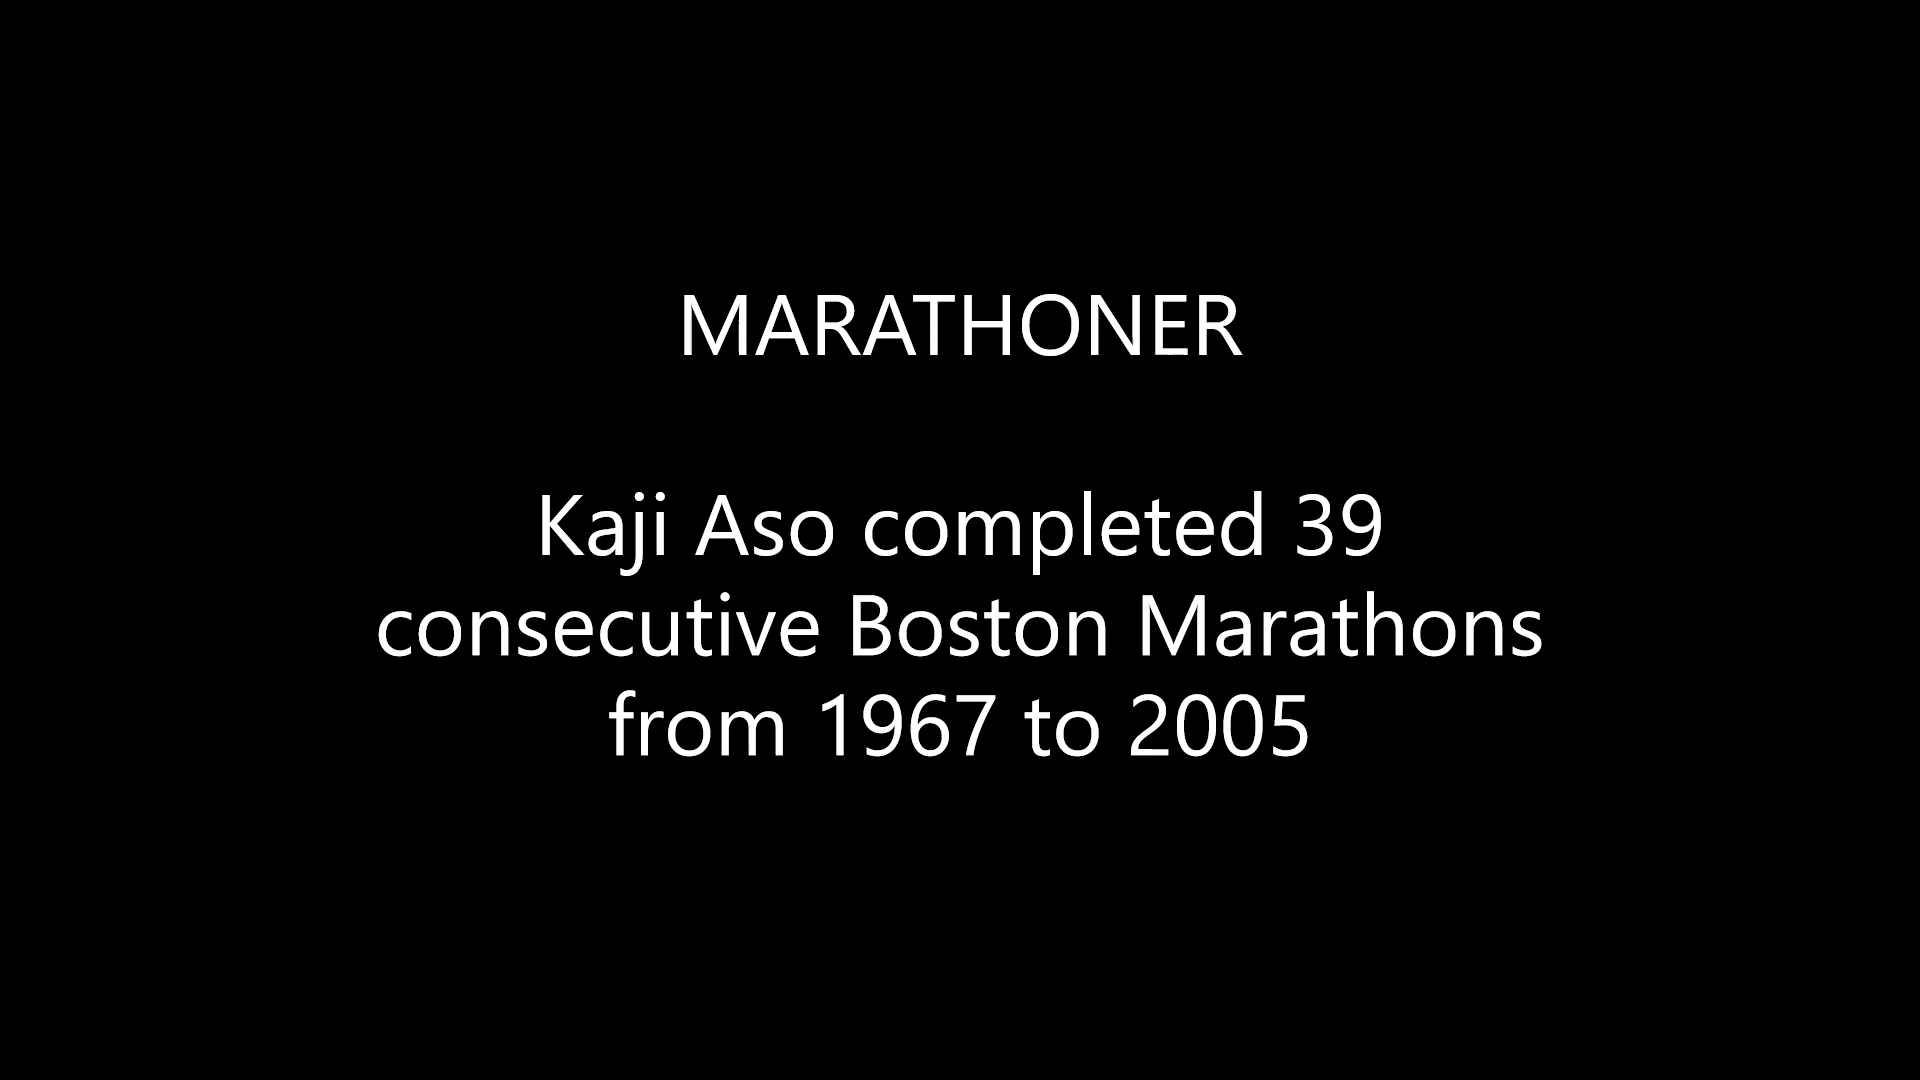 MARATHONER
Kaji Aso completed 39
consecutive Boston Marathons
from 1967 to 2005